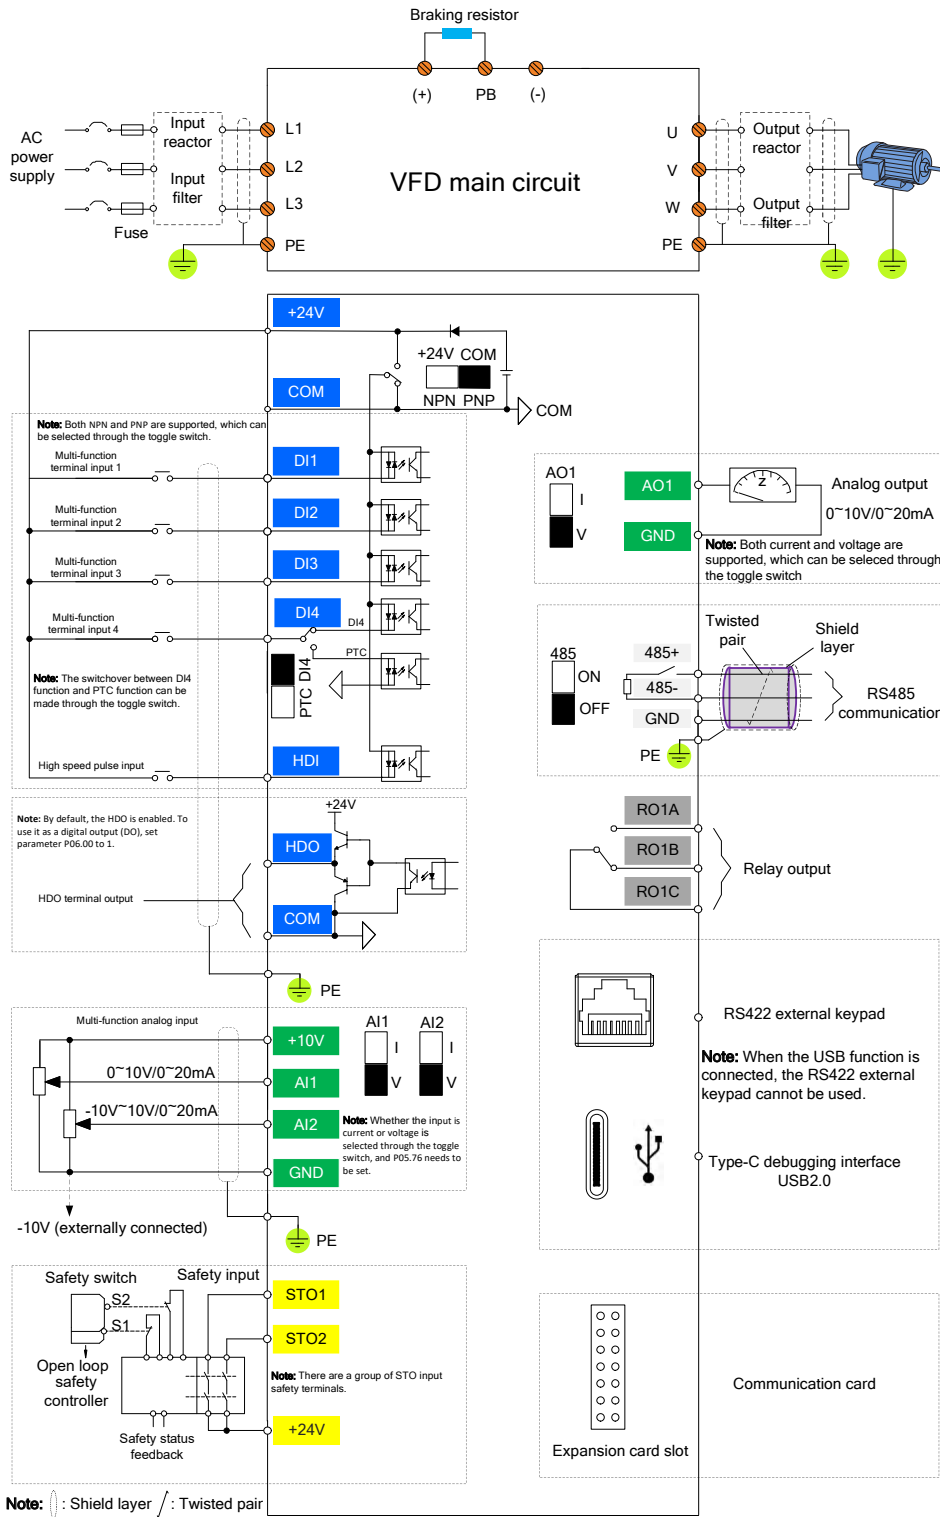 Braking resistor
(+)
PB
(-)
AC
power
supply
Input
reactor
Input
filter
Fuse
L1
L2
L3
PE
VFD main circuit
U
V
W
PE
Output
reactor
Output
filter
+24V
COM
+24V COM
NPN PNP
COM
Note: Both NPN and PNP are supported, which can
be selected through the toggle switch.
Multi-function
terminal input 1
DI1
Multi-function
terminal input 2
DI2
Multi-function
terminal input 3
DI3
Multi-function
terminal input 4
DI4
DI4
PTC
PTC DI4
Note: The switchover between DI4
function and PTC function can be
made through the toggle switch.
High speed pulse input
HDI
Note: By default, the HDO is enabled. To
use it as a digital output (DO), set
parameter P06.00 to 1.
+24V
HDO
HDO terminal output
COM
PE
Multi-function analog input
+10V
AI1
AI2
I
V
I
V
0~10V/0~20mA
AI1
-10V~10V/0~20mA
AI2
Note: Whether the input is
current or voltage is
selected through the toggle
switch, and P05.76 needs to
be set.
GND
-10V (externally connected)
PE
Safety switch
Safety input
S2
S1
STO1
STO2
Open loop
safety
controller
Note: There are a group of STO input
safety terminals.
+24V
Safety status
feedback
Note: : Shield layer : Twisted pair
AO1
I
V
AO1
GND
Z
Analog output
0~10V/0~20mA
Note: Both current and voltage are
supported, which can be seleced through
the toggle switch
485
ON
OFF
485+
485-
GND
PE
Twisted
pair
Shield
layer
RS485
communication
RO1A
RO1B
RO1C
Relay output
RS422 external keypad
Note: When the USB function is
connected, the RS422 external
keypad cannot be used.
Type-C debugging interface
USB2.0
Expansion card slot
Communication card